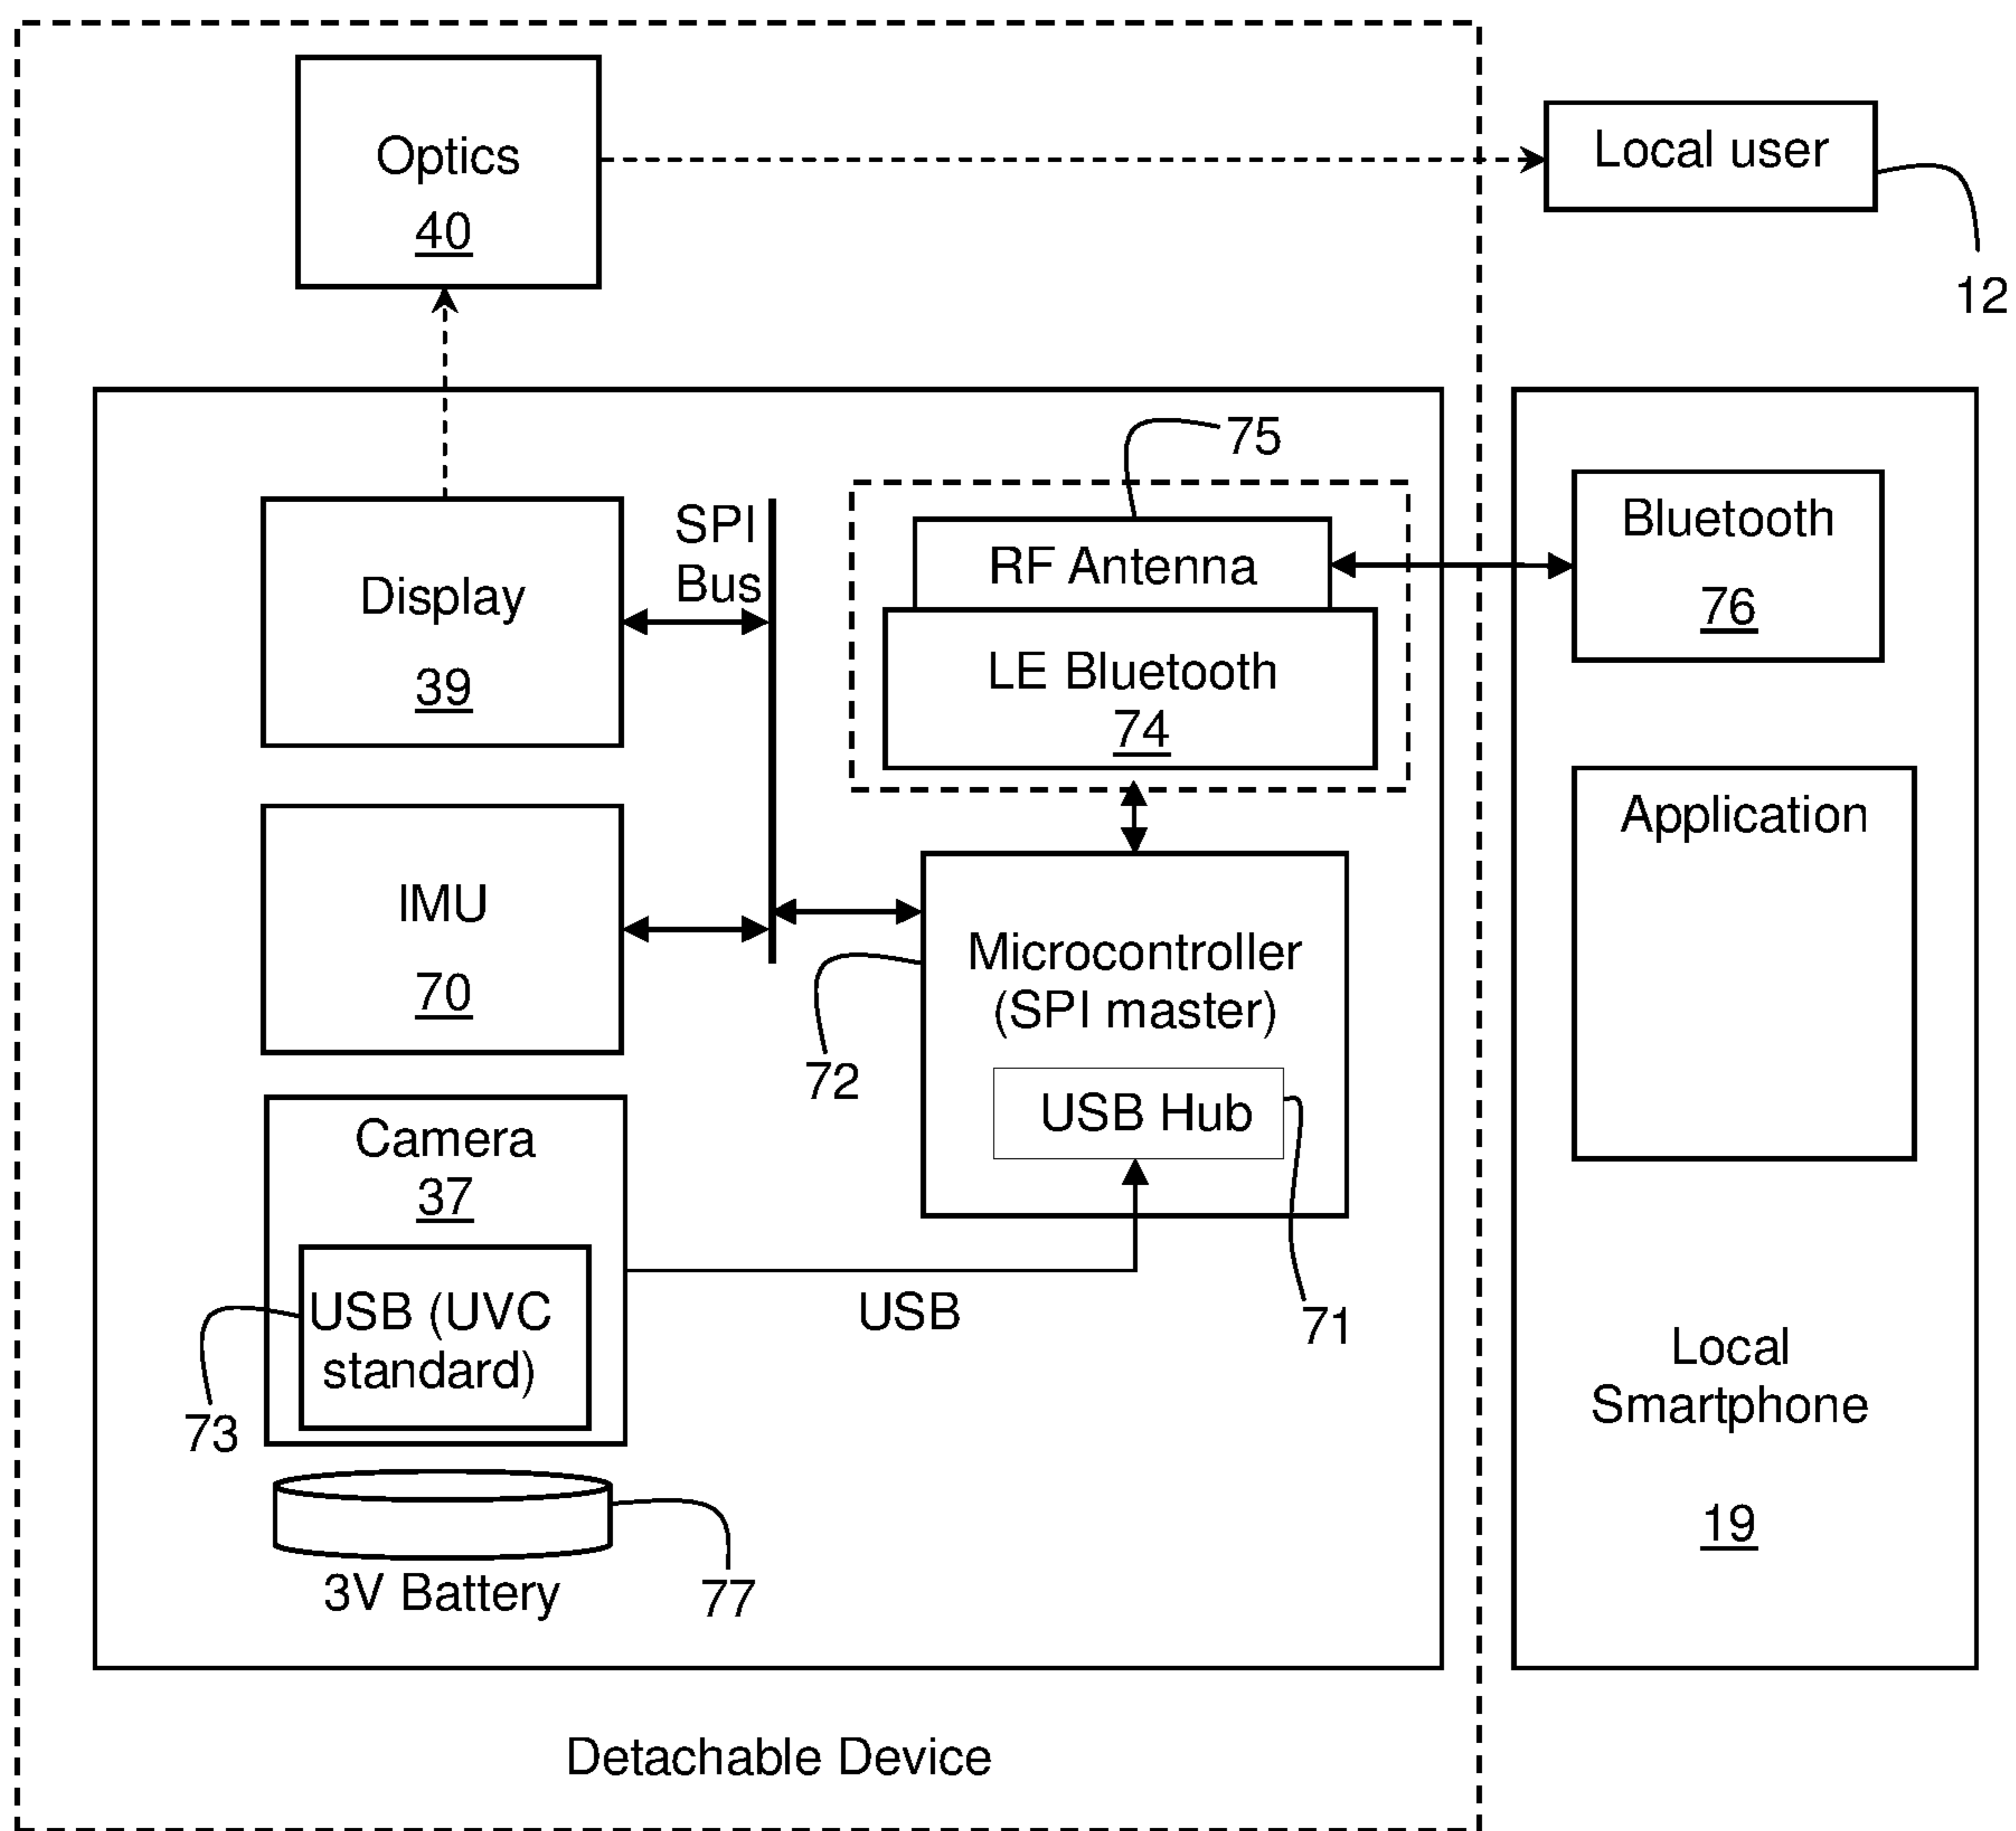 Optics
40
Local user
12
75
SPI
Bus
Display
39
RF Antenna
LE Bluetooth
74
Bluetooth
76
Application
IMU
70
Microcontroller
(SPI master)
72
USB Hub
71
Camera
37
USB (UVC
standard)
73
USB
3V Battery
77
Local
Smartphone
19
Detachable Device